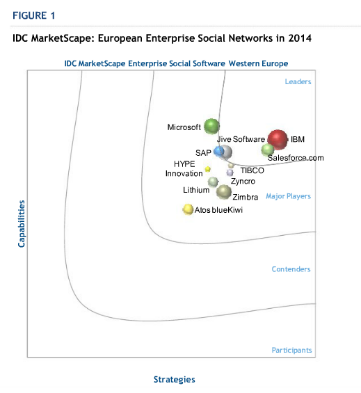 FIGURE 1
IDC MarketScape: European Enterprise Social Networks in 2014
IDC MarketScape Enterprise Social Software Western Europe
Leaders
Microsoft
Jive Software
IBM
SAP
Salesforce.com
HYPE
Innovation
TIBCO
Zyncro
Lithium
Zimbra
Major Players
Atos blueKiwi
Capabilities
Contenders
Participants
Strategies